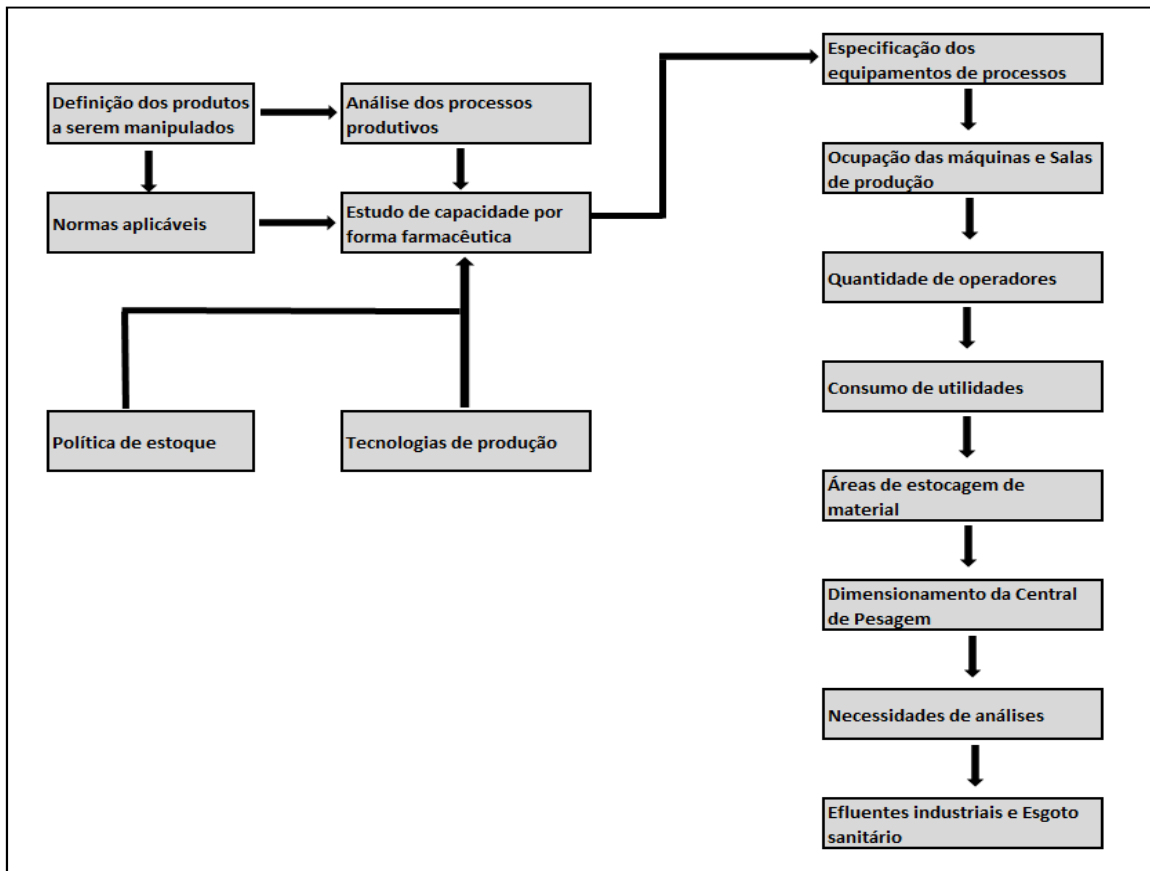 Definição dos produtos
a serem manipulados
Análise dos processos
produtivos
Normas aplicáveis
Estudo de capacidade por
forma farmacêutica
Política de estoque
Tecnologias de produção
Especificação dos
equipamentos de processos
Ocupação das máquinas e Salas
de produção
Quantidade de operadores
Consumo de utilidades
Áreas de estocagem de
material
Dimensionamento da Central
de Pesagem
Necessidades de análises
Efluentes industriais e Esgoto
sanitário